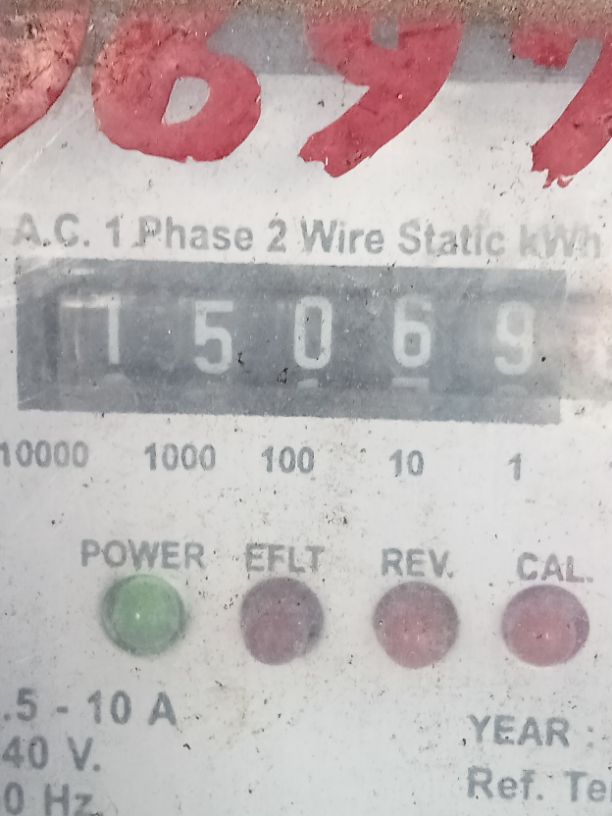 697
A.C. 1 Phase 2 Wire Static kWh
15069
10000 1000 100 10 1
POWER EFLT REV. CAL.
.5 - 10 A
40 V. YEAR :
0 Hz Ref. Te